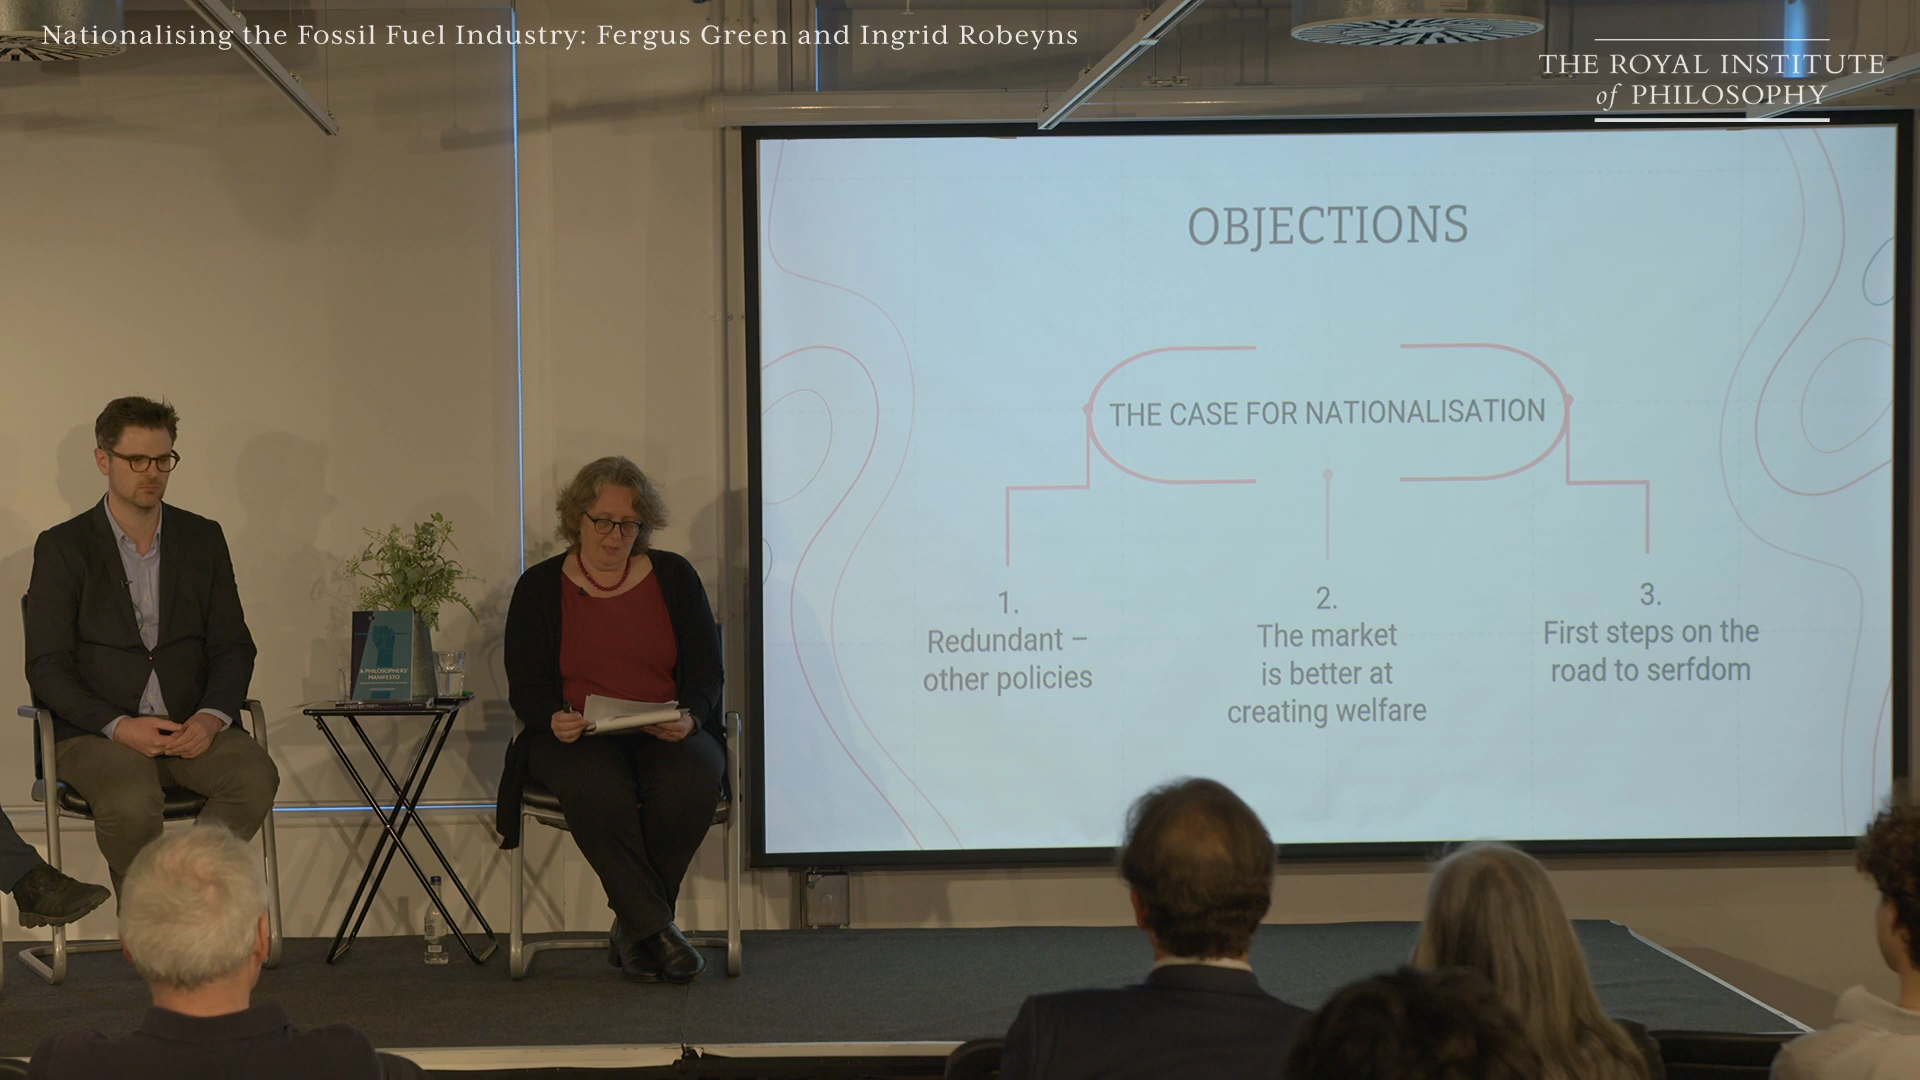 Nationalising the Fossil Fuel Industry: Fergus Green and Ingrid Robeyns
THE ROYAL INSTITUTE
of PHILOSOPHY
OBJECTIONS
THE CASE FOR NATIONALISATION
1.
Redundant –
other policies
2.
The market
is better at
creating welfare
3.
First steps on the
road to serfdom
A PHILOSOPHERS'
MANIFESTO